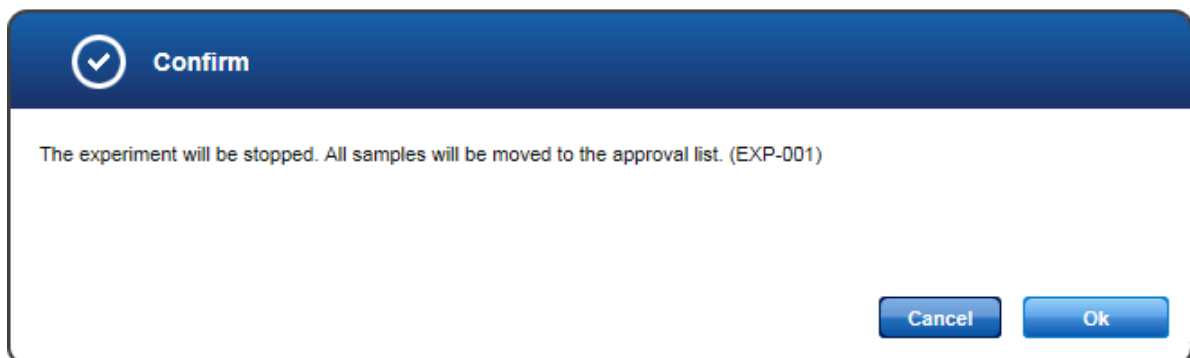 Confirm
The experiment will be stopped. All samples will be moved to the approval list. (EXP-001)
Cancel Ok